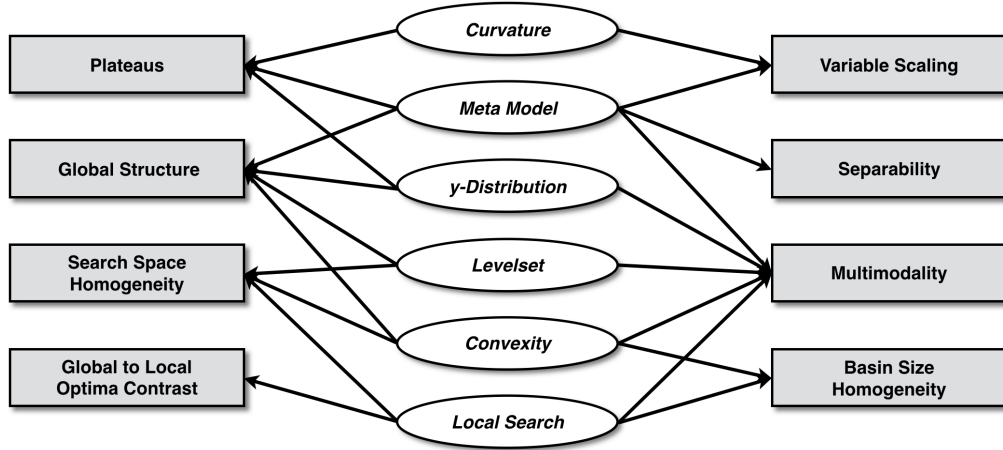 Curvature
Plateaus
Variable Scaling
Meta Model
Global Structure
Separability
y-Distribution
Search Space
Homogeneity
Levelset
Multimodality
Convexity
Global to Local
Optima Contrast
Basin Size
Homogeneity
Local Search